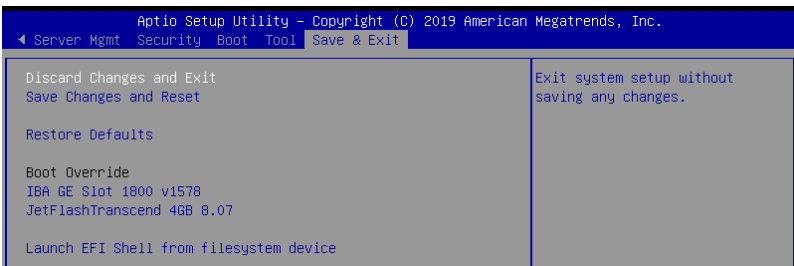 Aptio Setup Utility – Copyright (C) 2019 American Megatrends, Inc.
Server Mgmt Security Boot Tool Save & Exit
Discard Changes and Exit
Save Changes and Reset
Restore Defaults
Boot Override
IBA GE Slot 1800 v1578
JetFlashTranscend 4GB 8.07
Launch EFI Shell from filesystem device
Exit system setup without
saving any changes.